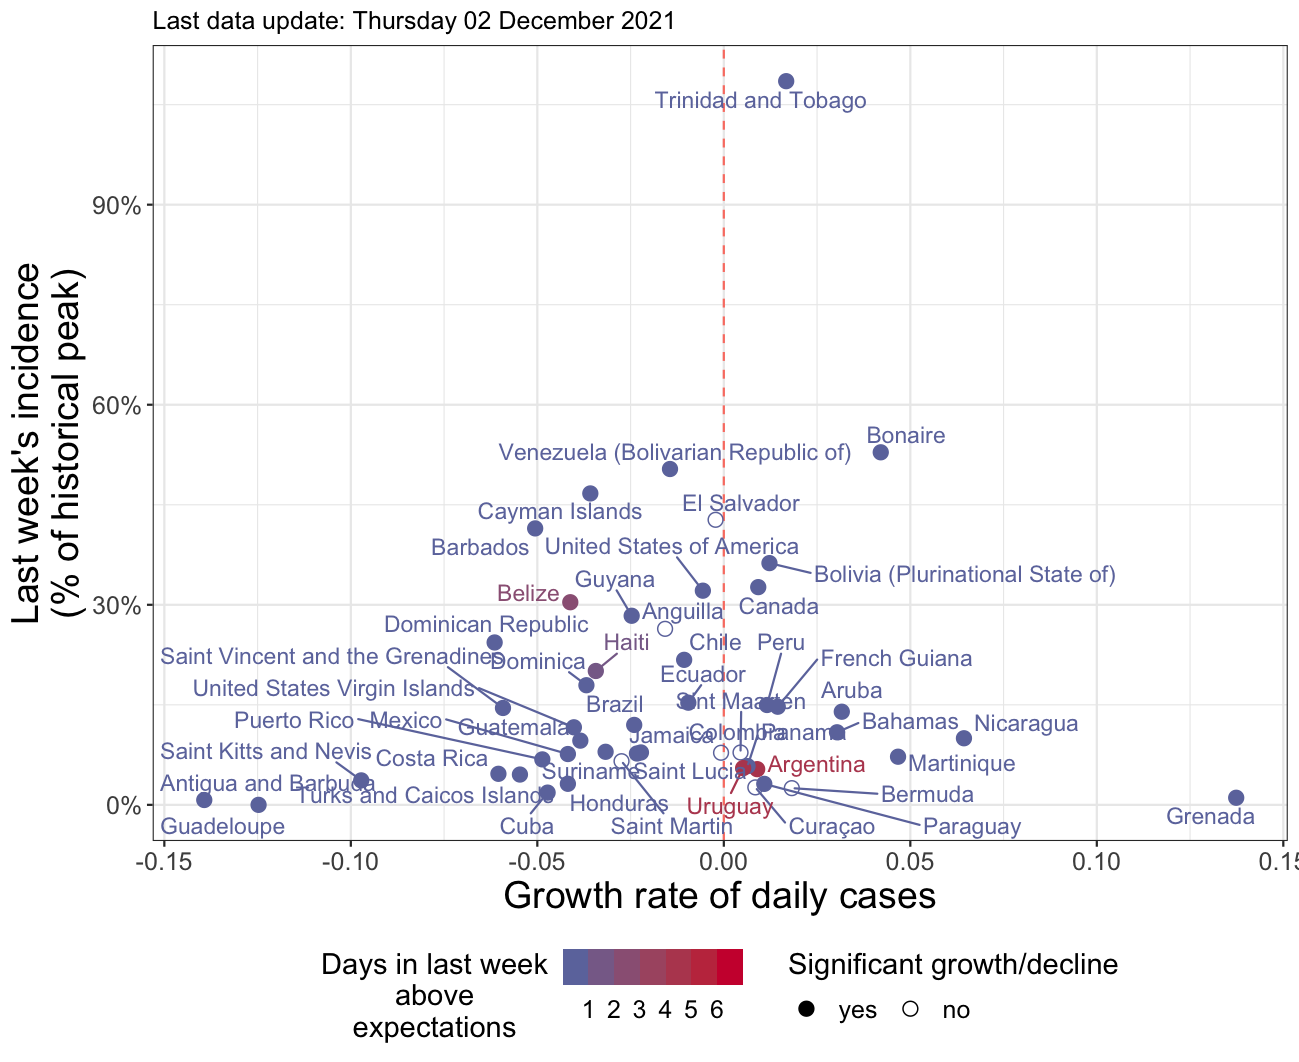 Last data update: Thursday 02 December 2021
Trinidad and Tobago
90%
60%
30%
0%
Last week's incidence
(% of historical peak)
Bonaire
Venezuela (Bolivarian Republic of)
El Salvador
Cayman Islands
Barbados
United States of America
Bolivia (Plurinational State of)
Guyana
Belize
Anguilla
Canada
Dominican Republic
Haiti
Chile
Peru
Saint Vincent and the Grenadines
Dominica
French Guiana
Ecuador
United States Virgin Islands
Aruba
Brazil
Sint Maarten
Puerto Rico
Mexico
Guatemala
Jamaica
Colombia
Panama
Bahamas
Nicaragua
Saint Kitts and Nevis
Costa Rica
Suriname
Saint Lucia
Argentina
Martinique
Antigua and Barbuda
Turks and Caicos Islands
Honduras
Uruguay
Bermuda
Guadeloupe
Cuba
Saint Martin
Curaçao
Paraguay
Grenada
-0.15
-0.10
-0.05
0.00
0.05
0.10
0.15
Growth rate of daily cases
Days in last week
above
expectations
1 2 3 4 5 6
Significant growth/decline
yes
no